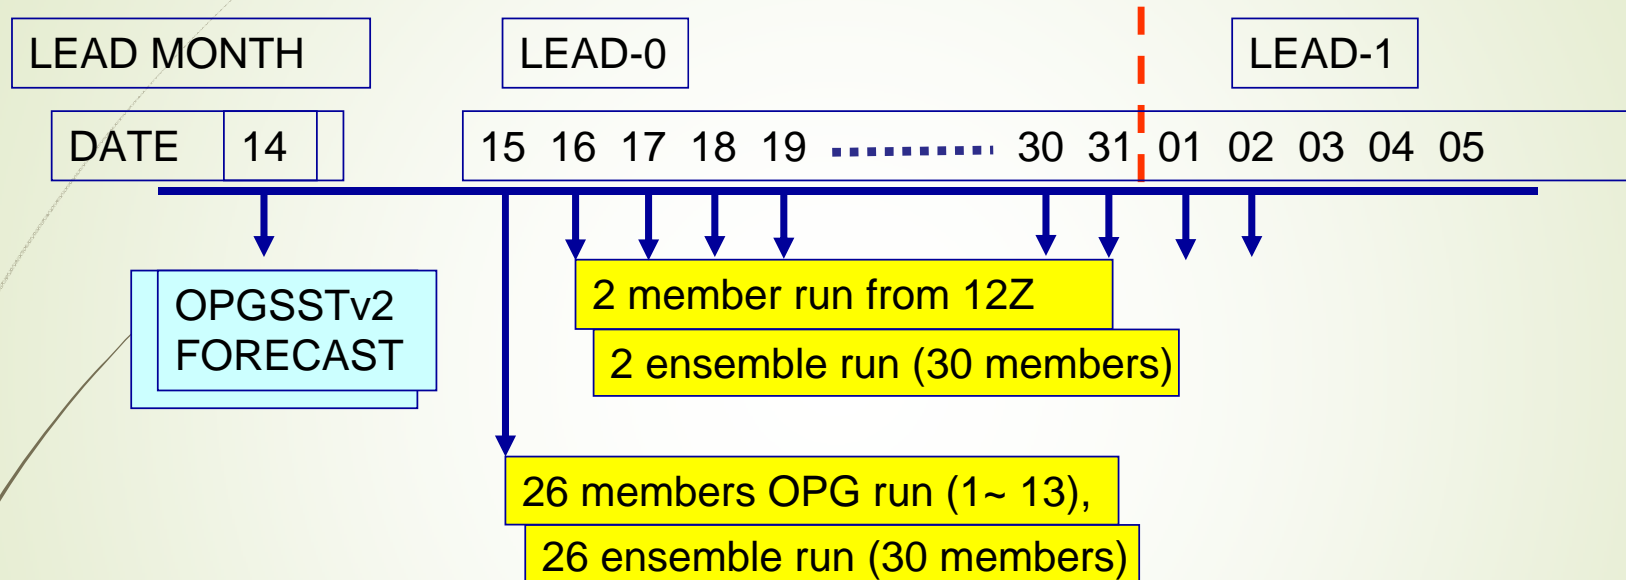 LEAD MONTH LEAD-0 LEAD-1
DATE 14 15 16 17 18 19 30 31 01 02 03 04 05
OPGSSTv2
FORECAST
2 member run from 12Z
2 ensemble run (30 members)
26 members OPG run (1~ 13),
26 ensemble run (30 members)